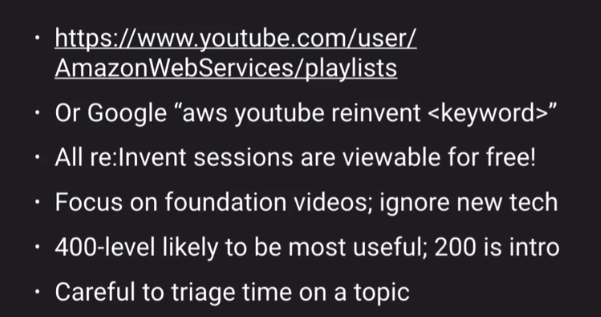 • https://www.youtube.com/user/
AmazonWebServices/playlists
• Or Google “aws youtube reinvent <keyword>”
• All re:Invent sessions are viewable for free!
• Focus on foundation videos; ignore new tech
• 400-level likely to be most useful; 200 is intro
• Careful to triage time on a topic